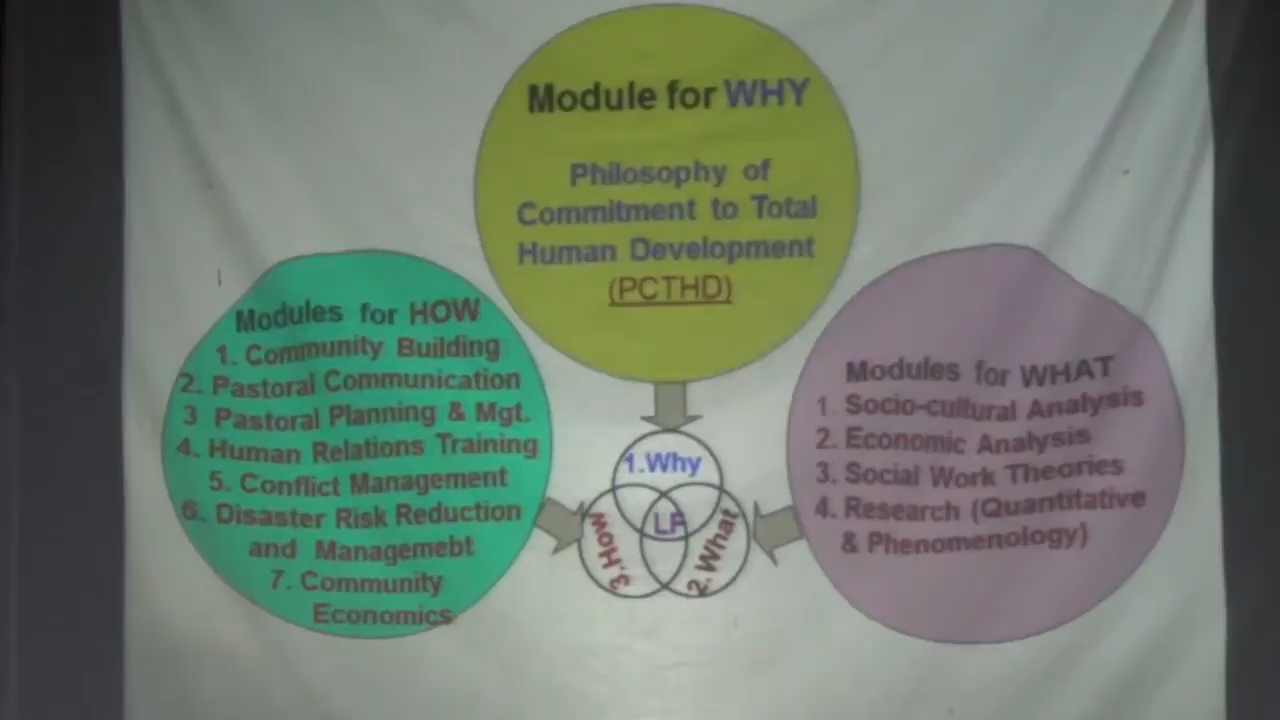 Module for WHY
Philosophy of
Commitment to Total
Human Development
(PCTHD)
Modules for HOW
1. Community Building
2. Pastoral Communication
3 Pastoral Planning & Mgt.
4. Human Relations Training
5. Conflict Management
6. Disaster Risk Reduction
and Managemebt
7. Community
Economics
Modules for WHAT
1. Socio-cultural Analysis
2. Economic Analysis
3. Social Work Theories
4. Research (Quantitative
& Phenomenology)
1.Why
3.How
2.What